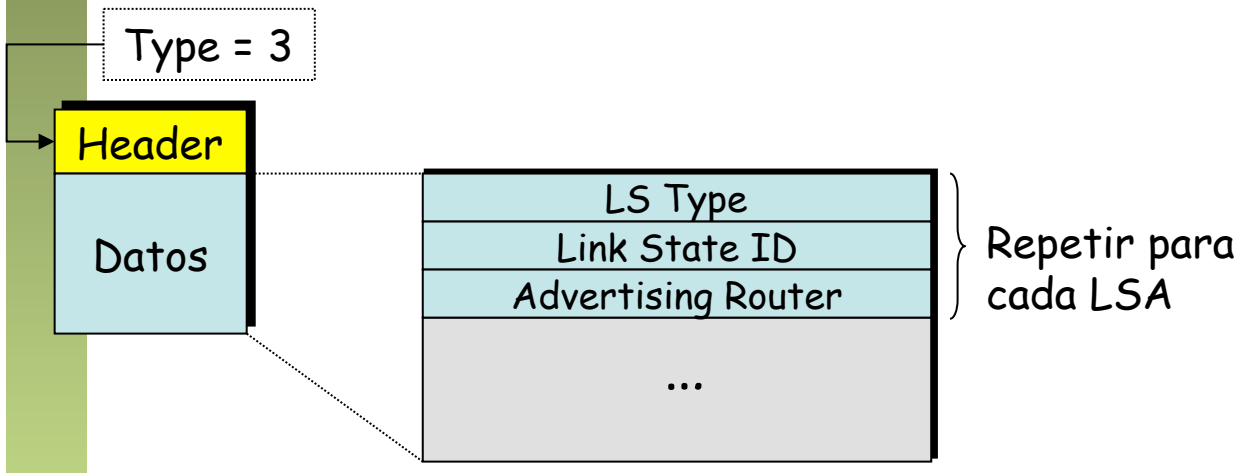 Type = 3
Header
Datos
LS Type
Link State ID
Advertising Router
...
Repetir para
cada LSA